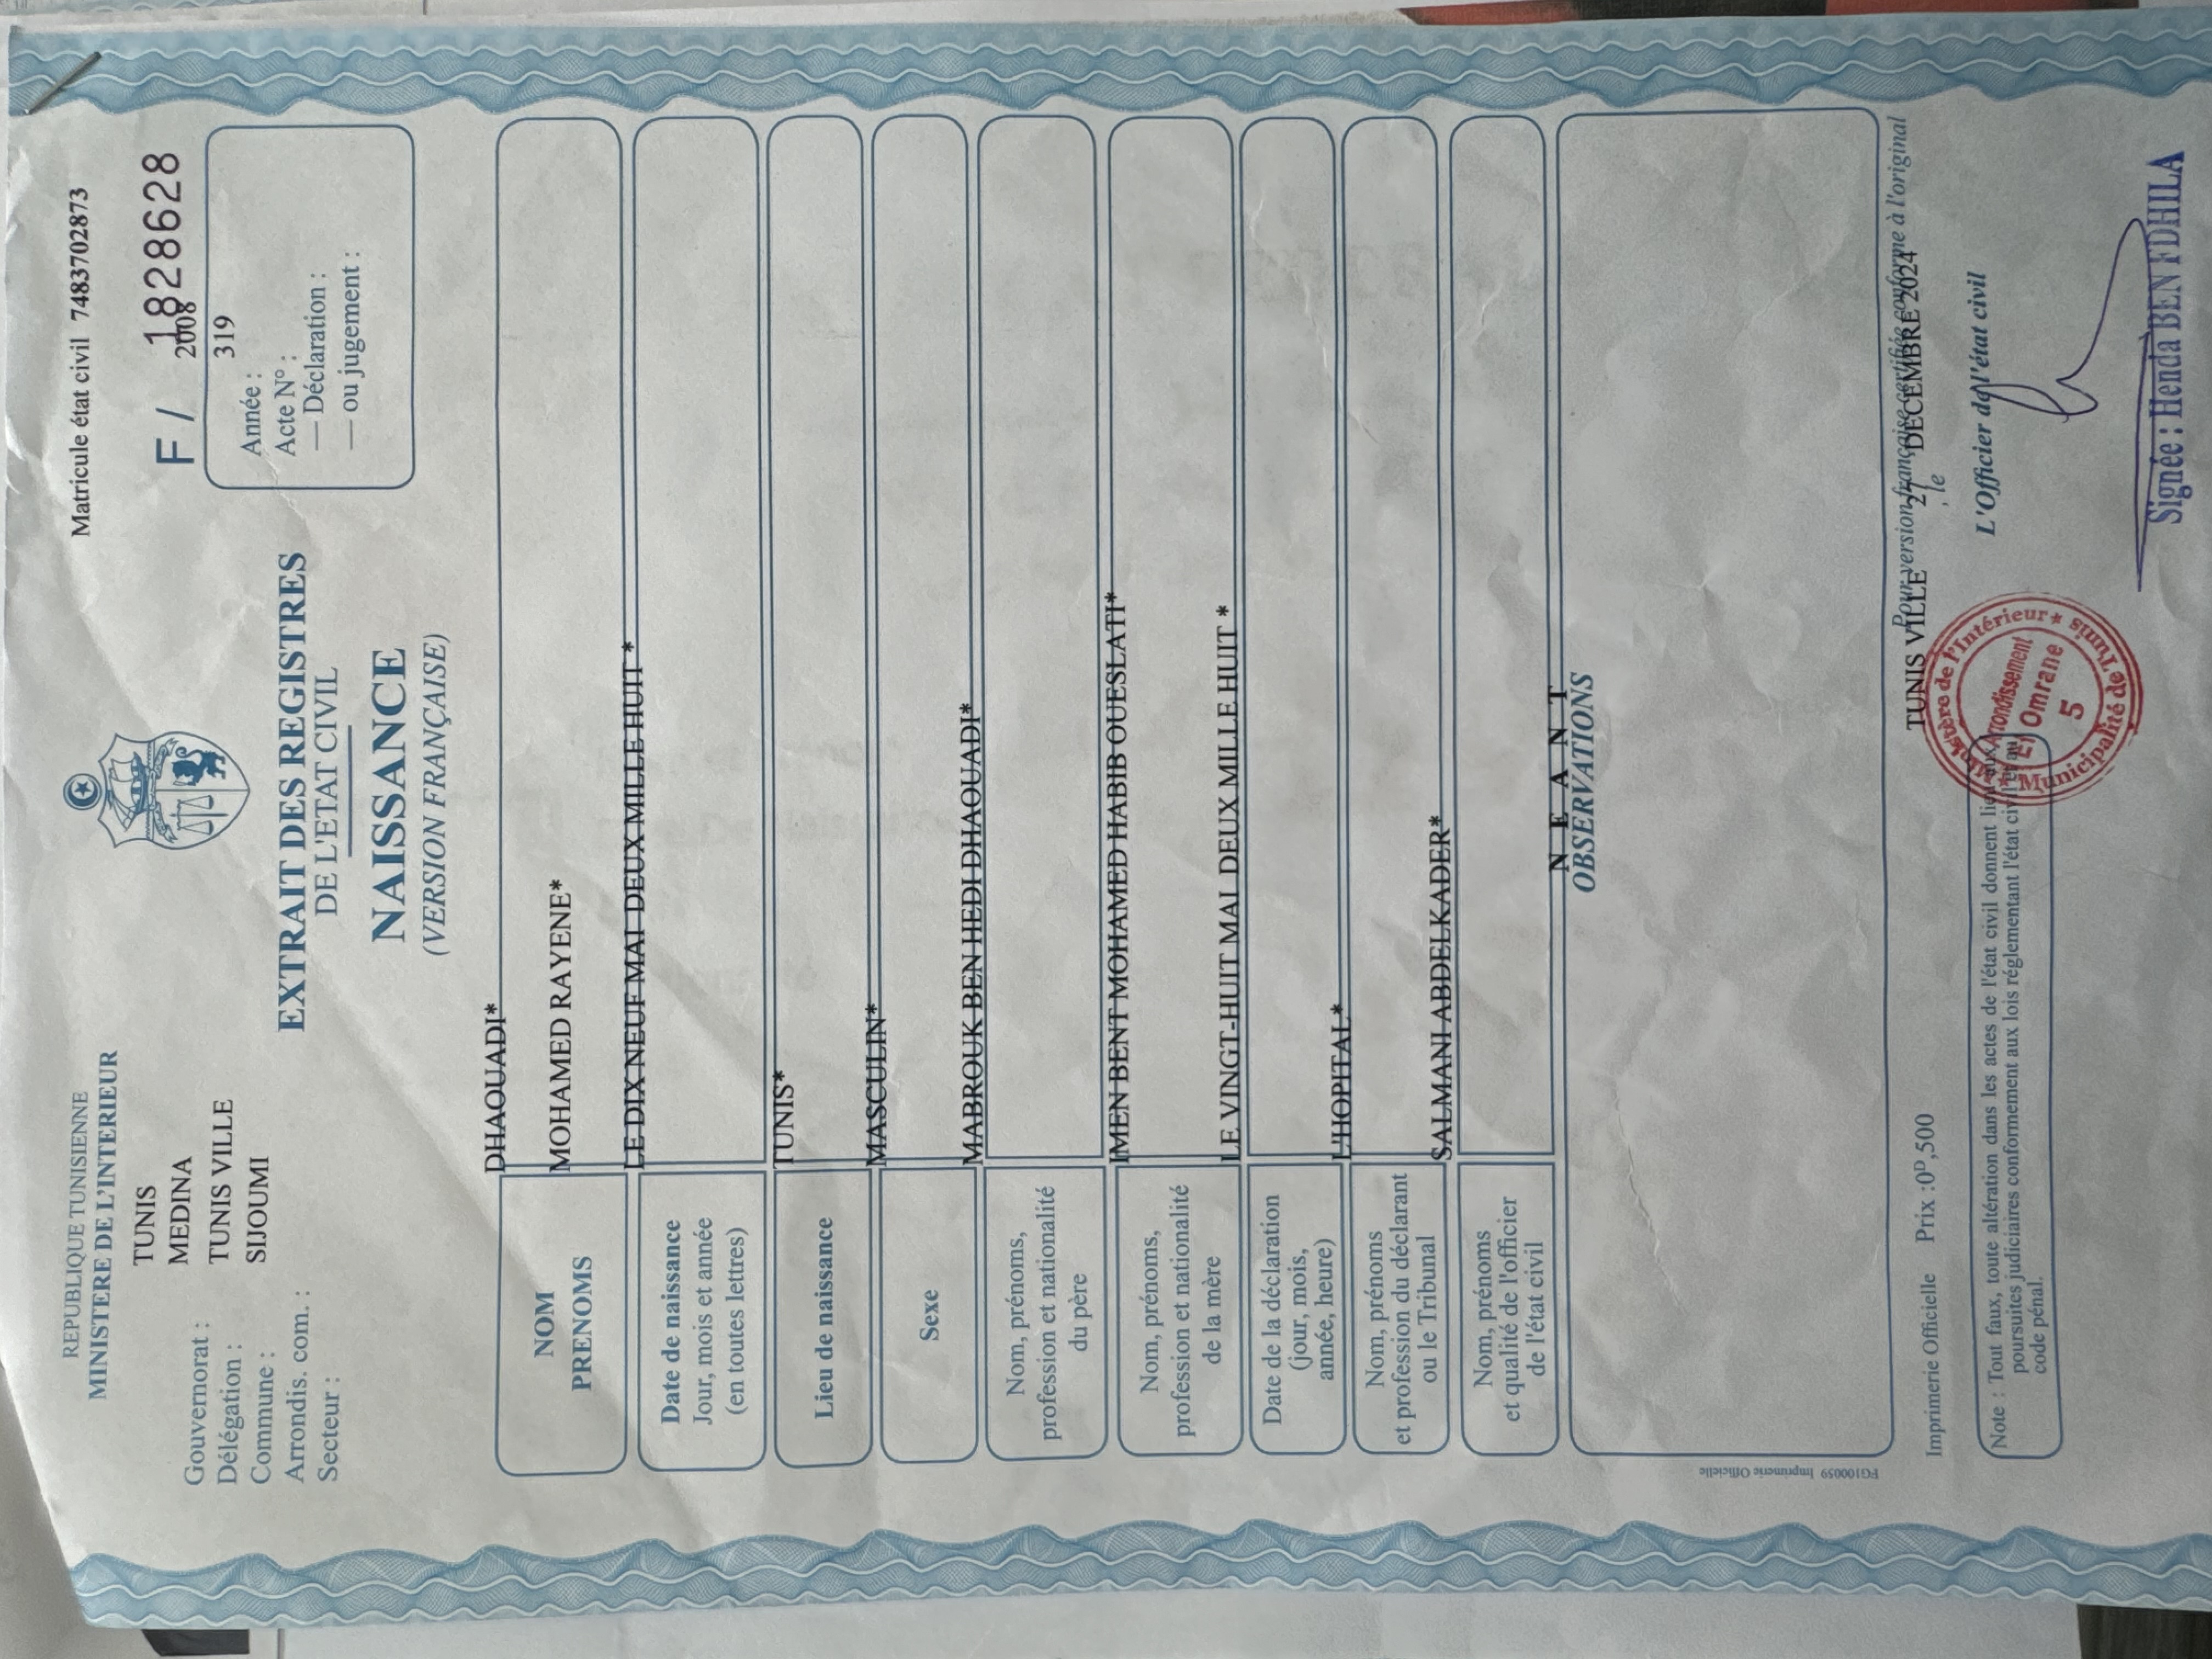 REPUBLIQUE TUNISIENNE
MINISTERE DE L'INTERIEUR
TUNIS
Gouvernorat :
MEDINA
Délégation :
TUNIS VILLE
Commune :
SIJOUMI
Arrondis. com. :
Secteur :
Matricule état civil 74837702873
F / 1828628
2008
319
Année :
Acte N° :
— Déclaration :
— ou jugement :
EXTRAIT DES REGISTRES
DE L'ETAT CIVIL
NAISSANCE
(VERSION FRANÇAISE)
DHAOUADI*
NOM
MOHAMED RAYENE*
PRENOMS
LE DIX NEUF MAI DEUX MILLE HUIT *
Date de naissance
Jour, mois et année
(en toutes lettres)
TUNIS*
Lieu de naissance
MASCULIN*
Sexe
MABROUK BEN HEDI DHAOUADI*
Nom, prénoms,
profession et nationalité
du père
IMEN BENT MOHAMED HABIB OUESLATI*
Nom, prénoms,
profession et nationalité
de la mère
LE VINGT-HUIT MAI DEUX MILLE HUIT *
Date de la déclaration
(jour, mois,
année, heure)
L'HOPITAL*
Nom, prénoms
et profession du déclarant
ou le Tribunal
SALMANI ABDELKADER*
Nom, prénoms
et qualité de l'officier
de l'état civil
N E A N T
OBSERVATIONS
FG100059 Imprimerie Officielle
Pour version française certifiée conforme à l'original
TUNIS VILLE 27 DECEMBRE 2024
, le
Imprimerie Officielle Prix :0ᴰ,500
L'Officier de l'état civil
Note : Tout faux, toute altération dans les actes de l'état civil donnent lieu aux
poursuites judiciaires conformement aux lois réglementant l'état civil et au
code pénal.
Ministère de l'Intérieur * Municipalité de Tunis *
Arrondissement
El Omrane
5
Signée : Henda BEN FDHILA